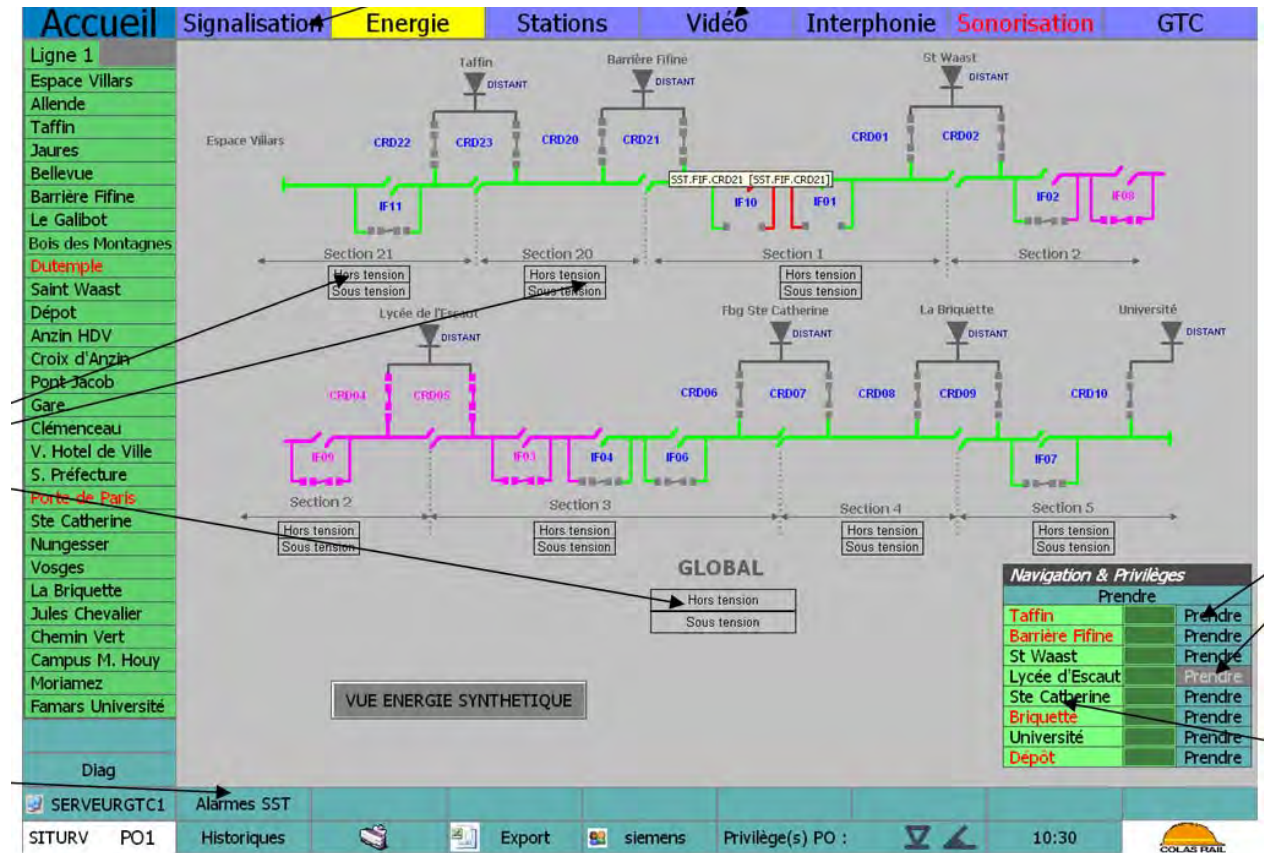 Accueil Signalisation Energie Stations Vidéo Interphonie Sonorisation GTC
Ligne 1
Espace Villars
Allende
Taffin
Jaures
Bellevue
Barrière Fifine
Le Galibot
Bois des Montagnes
Dutemple
Saint Waast
Dépot
Anzin HDV
Croix d'Anzin
Pont Jacob
Gare
Clémenceau
V. Hotel de Ville
S. Préfecture
Porte de Paris
Ste Catherine
Nungesser
Vosges
La Briquette
Jules Chevalier
Chemin Vert
Campus M. Houy
Moriamez
Famars Université
Diag
Taffin Barrière Fifine St Waast
DISTANT DISTANT DISTANT
Espace Villars CRD22 CRD23 CRD20 CRD21 CRD01 CRD02
SST.FIF.CRD21 [SST.FIF.CRD21]
IF11 IF10 IF01 IF02 IF08
Section 21 Section 20 Section 1 Section 2
Hors tension Hors tension Hors tension
Sous tension Sous tension Sous tension
Lycée de l'Escaut Fbg Ste Catherine La Briquette Université
DISTANT DISTANT DISTANT DISTANT
CRD04 CRD05 CRD06 CRD07 CRD08 CRD09 CRD10
IF09 IF03 IF04 IF06 IF07
Section 2 Section 3 Section 4 Section 5
Hors tension Hors tension Hors tension Hors tension
Sous tension Sous tension Sous tension Sous tension
GLOBAL
Hors tension
Sous tension
VUE ENERGIE SYNTHETIQUE
Navigation & Privilèges
Prendre
Taffin Prendre
Barrière Fifine Prendre
St Waast Prendre
Lycée d'Escaut Prendre
Ste Catherine Prendre
Briquette Prendre
Université Prendre
Dépôt Prendre
SERVEURGTC1 Alarmes SST
SITURV PO1 Historiques Export siemens Privilège(s) PO : 10:30 COLAS RAIL